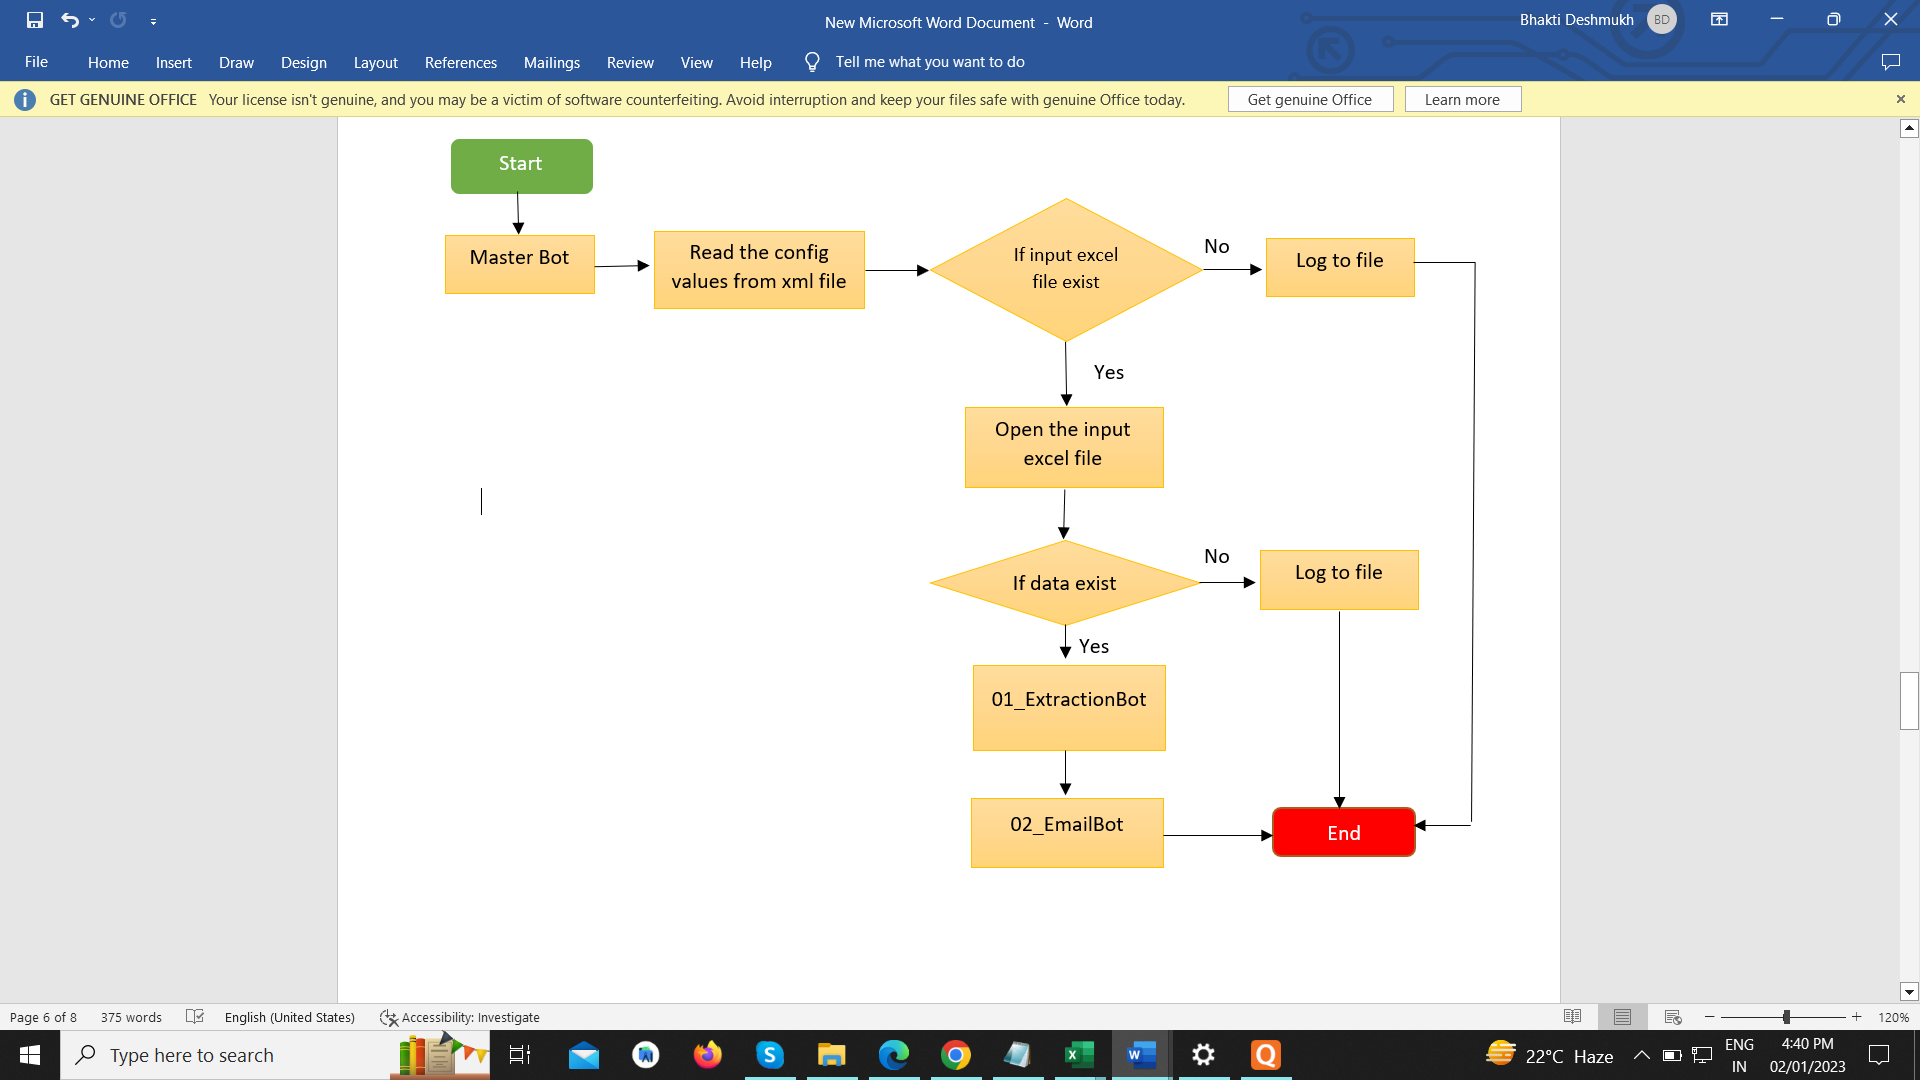 New Microsoft Word Document - Word
Bhakti Deshmukh
BD
File Home Insert Draw Design Layout References Mailings Review View Help Tell me what you want to do
GET GENUINE OFFICE Your license isn't genuine, and you may be a victim of software counterfeiting. Avoid interruption and keep your files safe with genuine Office today.
Get genuine Office
Learn more
Start
Master Bot
Read the config
values from xml file
If input excel
file exist
No
Log to file
Yes
Open the input
excel file
If data exist
No
Log to file
Yes
01_ExtractionBot
02_EmailBot
End
Page 6 of 8 375 words English (United States) Accessibility: Investigate
120%
Type here to search
22°C Haze
ENG
IN
4:40 PM
02/01/2023